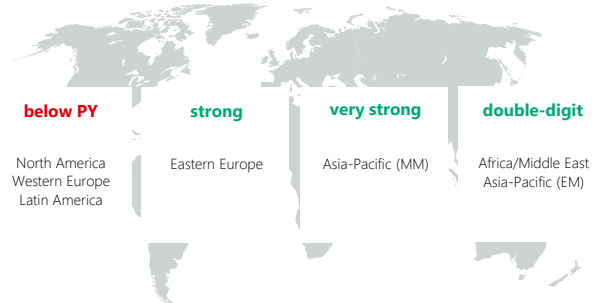 below PY
North America
Western Europe
Latin America
strong
Eastern Europe
very strong
Asia-Pacific (MM)
double-digit
Africa/Middle East
Asia-Pacific (EM)